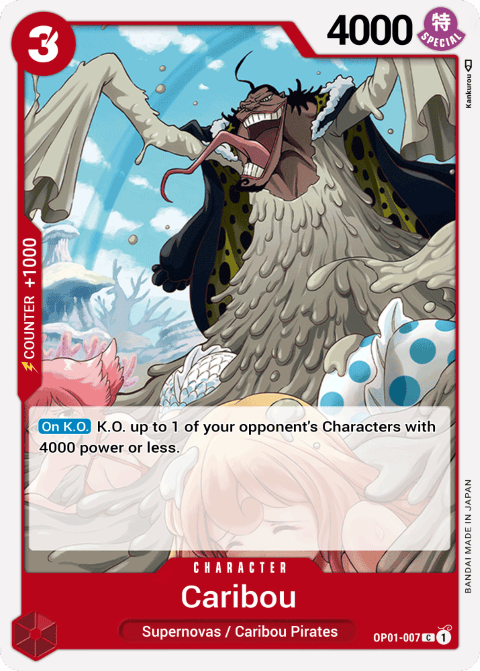 3
4000
特
SPECIAL
Kankurou
COUNTER +1000
On K.O. K.O. up to 1 of your opponent's Characters with
4000 power or less.
BANDAI MADE IN JAPAN
CHARACTER
Caribou
Supernovas / Caribou Pirates
OP01-007 C 1